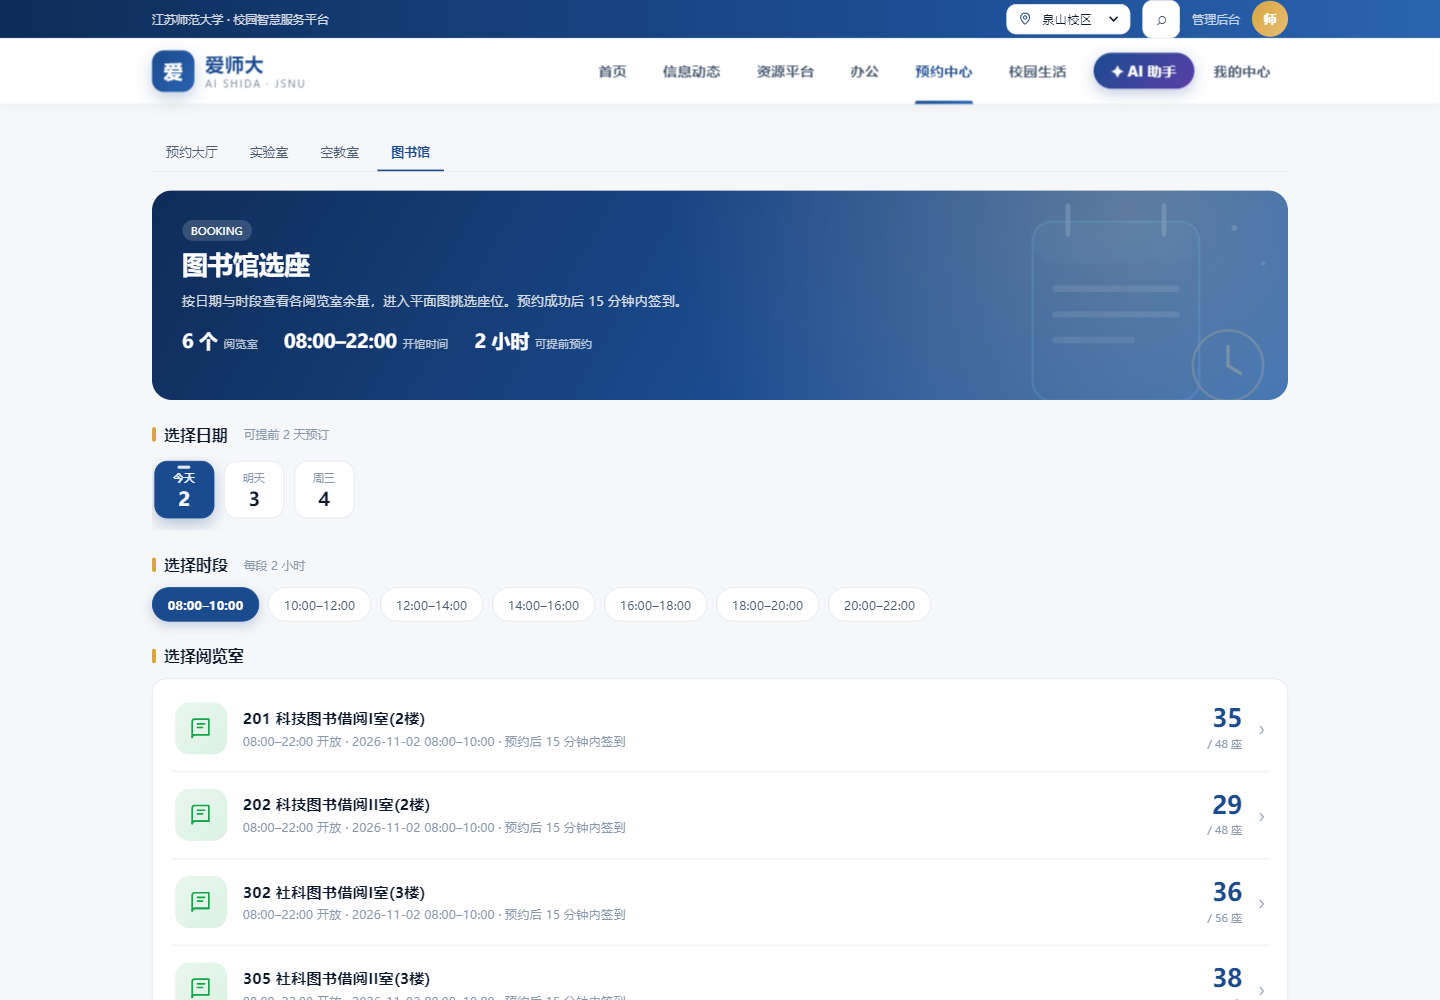 江苏师范大学 · 校园智慧服务平台
泉山校区
管理后台
师
爱
爱师大
AI SHIDA · JSNU
首页
信息动态
资源平台
办公
预约中心
校园生活
✦ AI 助手
我的中心
预约大厅
实验室
空教室
图书馆
BOOKING
图书馆选座
按日期与时段查看各阅览室余量，进入平面图挑选座位。预约成功后 15 分钟内签到。
6 个 阅览室
08:00–22:00 开馆时间
2 小时 可提前预约
选择日期 可提前 2 天预订
今天
2
明天
3
周三
4
选择时段 每段 2 小时
08:00–10:00
10:00–12:00
12:00–14:00
14:00–16:00
16:00–18:00
18:00–20:00
20:00–22:00
选择阅览室
201 科技图书借阅I室(2楼)
08:00–22:00 开放 · 2026-11-02 08:00–10:00 · 预约后 15 分钟内签到
35
/ 48 座
202 科技图书借阅II室(2楼)
08:00–22:00 开放 · 2026-11-02 08:00–10:00 · 预约后 15 分钟内签到
29
/ 48 座
302 社科图书借阅I室(3楼)
08:00–22:00 开放 · 2026-11-02 08:00–10:00 · 预约后 15 分钟内签到
36
/ 56 座
305 社科图书借阅II室(3楼)
38